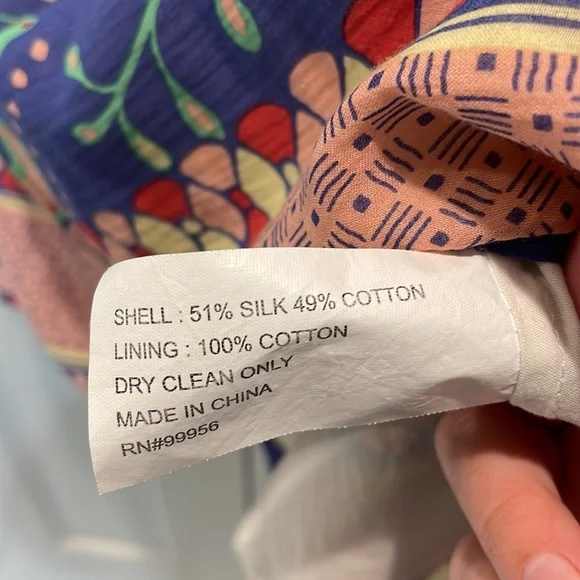 SHELL : 51% SILK 49% COTTON
LINING : 100% COTTON
DRY CLEAN ONLY
MADE IN CHINA
RN#99956